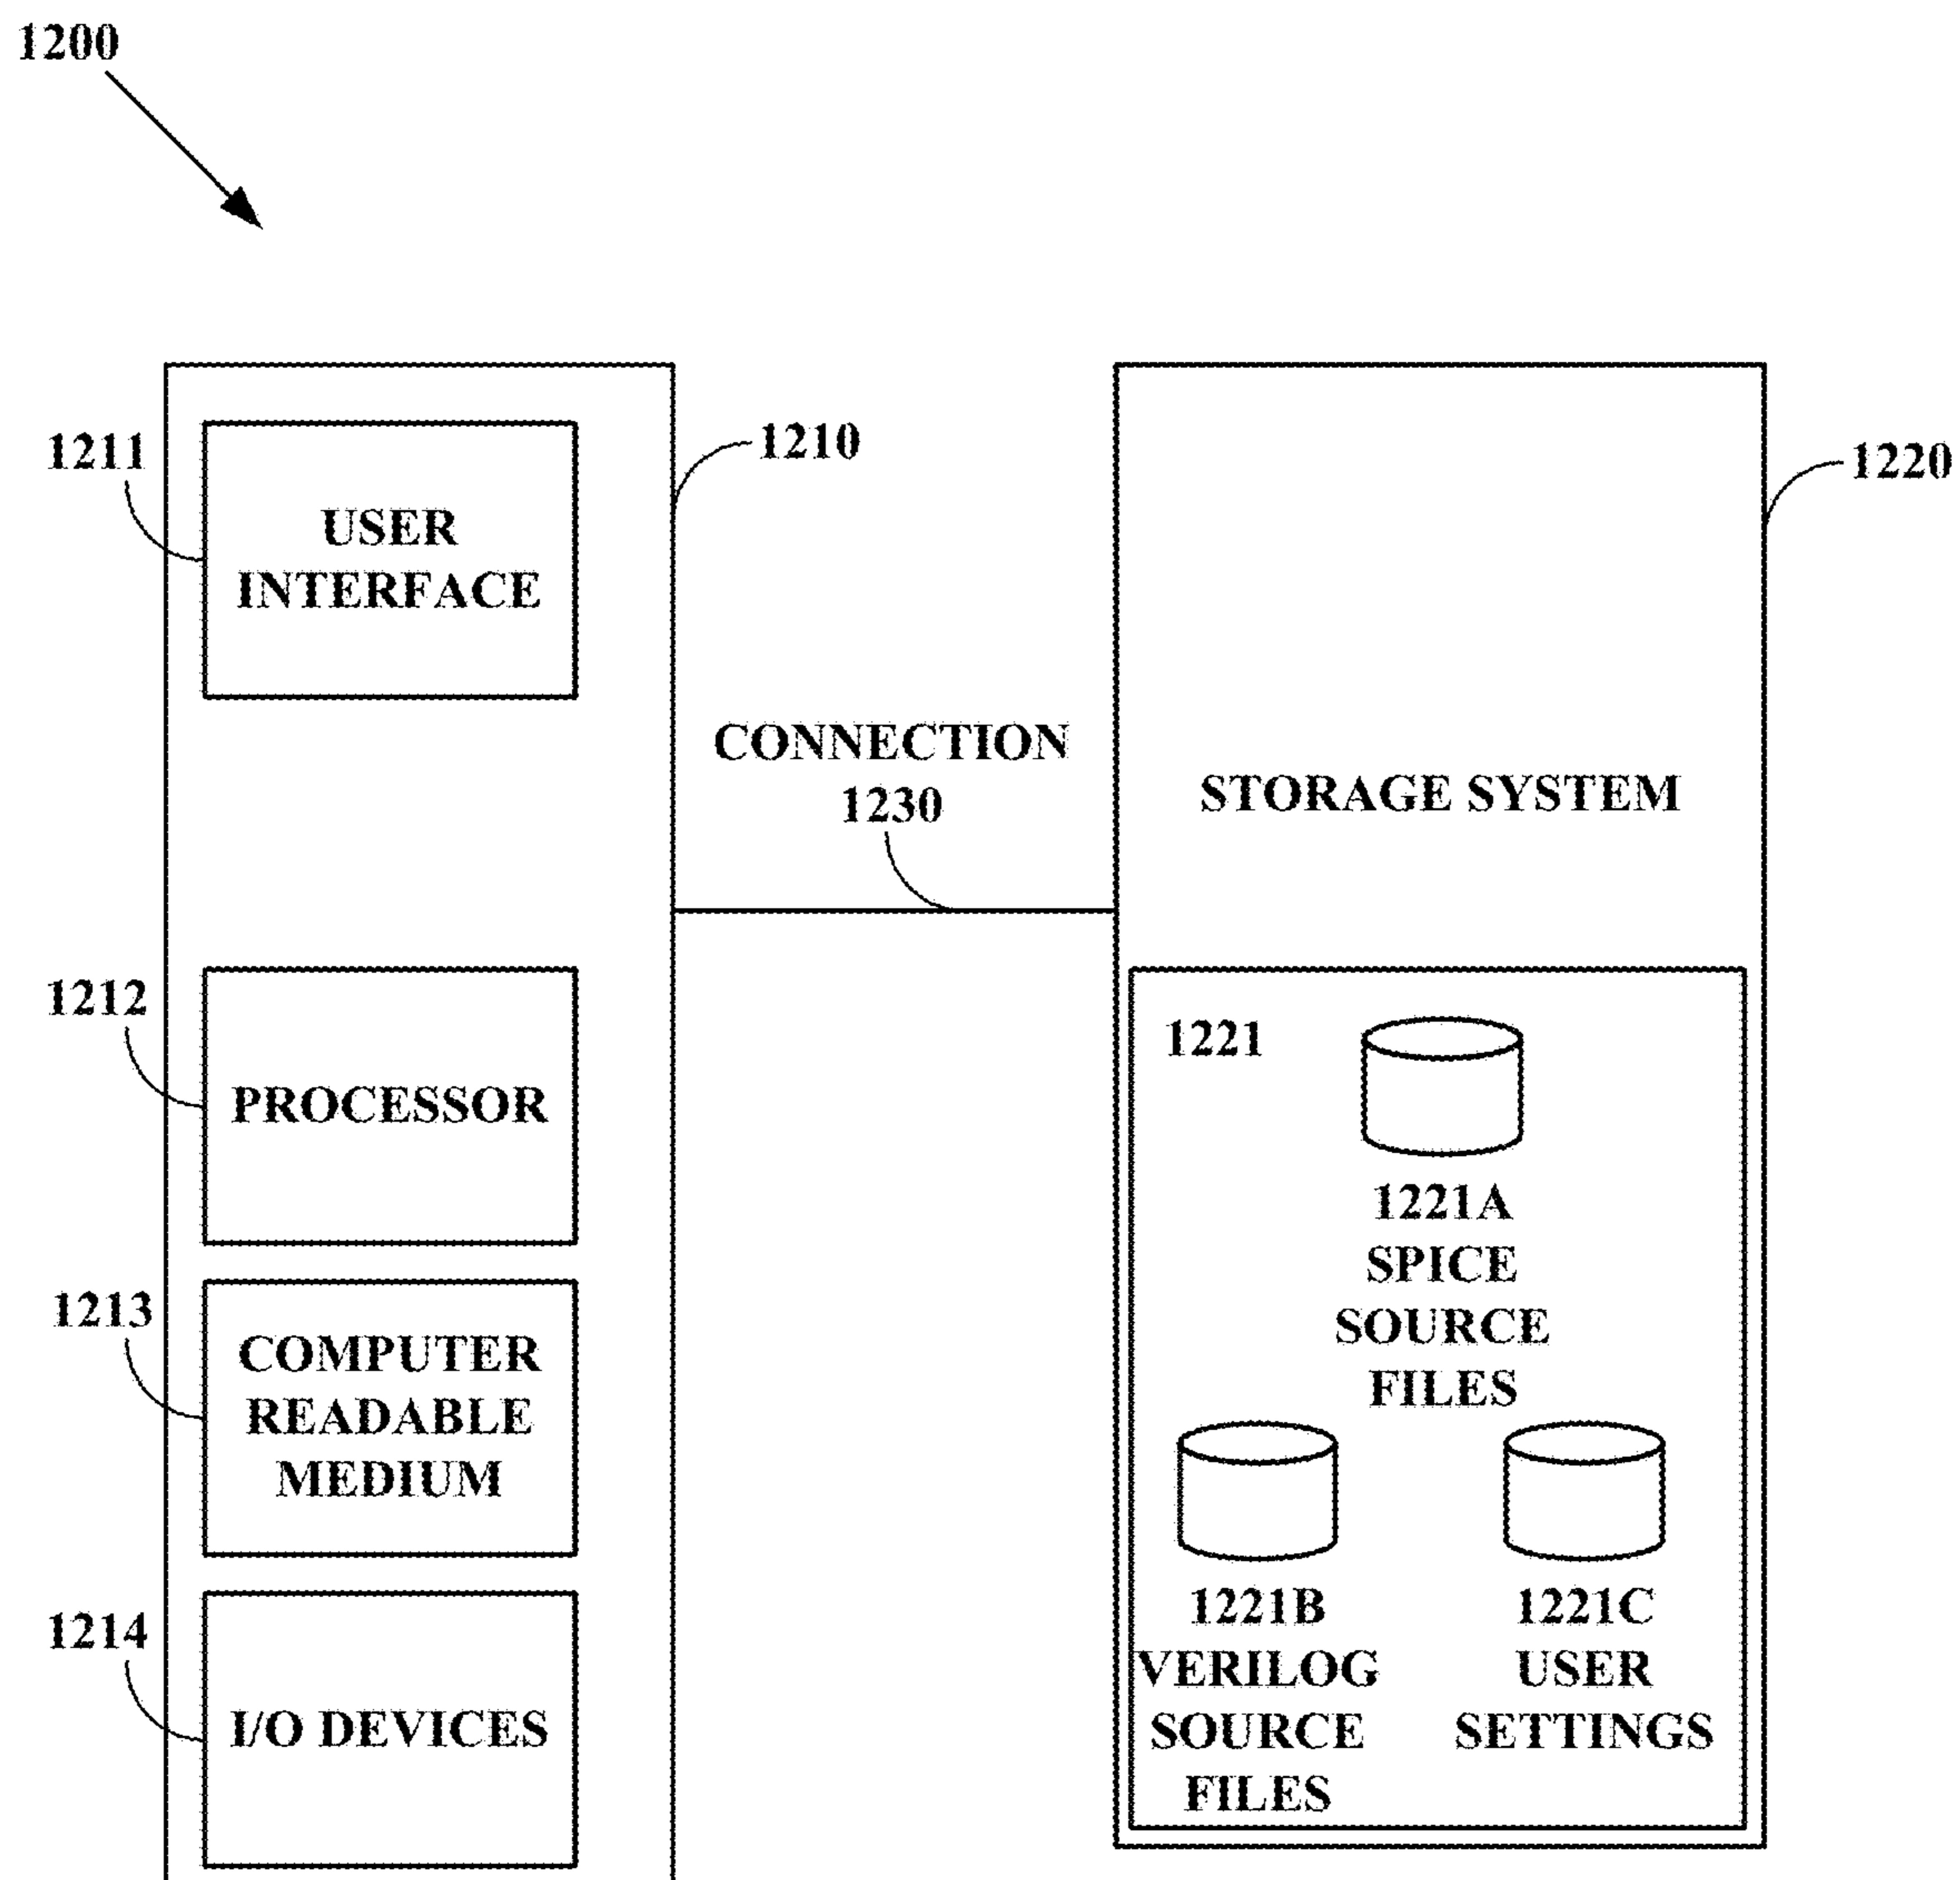 1200
1211
USER
INTERFACE
1210
1220
CONNECTION
1230
STORAGE SYSTEM
1212
PROCESSOR
1213
COMPUTER
READABLE
MEDIUM
1214
I/O DEVICES
1221
1221A
SPICE
SOURCE
FILES
1221B
VERILOG
SOURCE
FILES
1221C
USER
SETTINGS